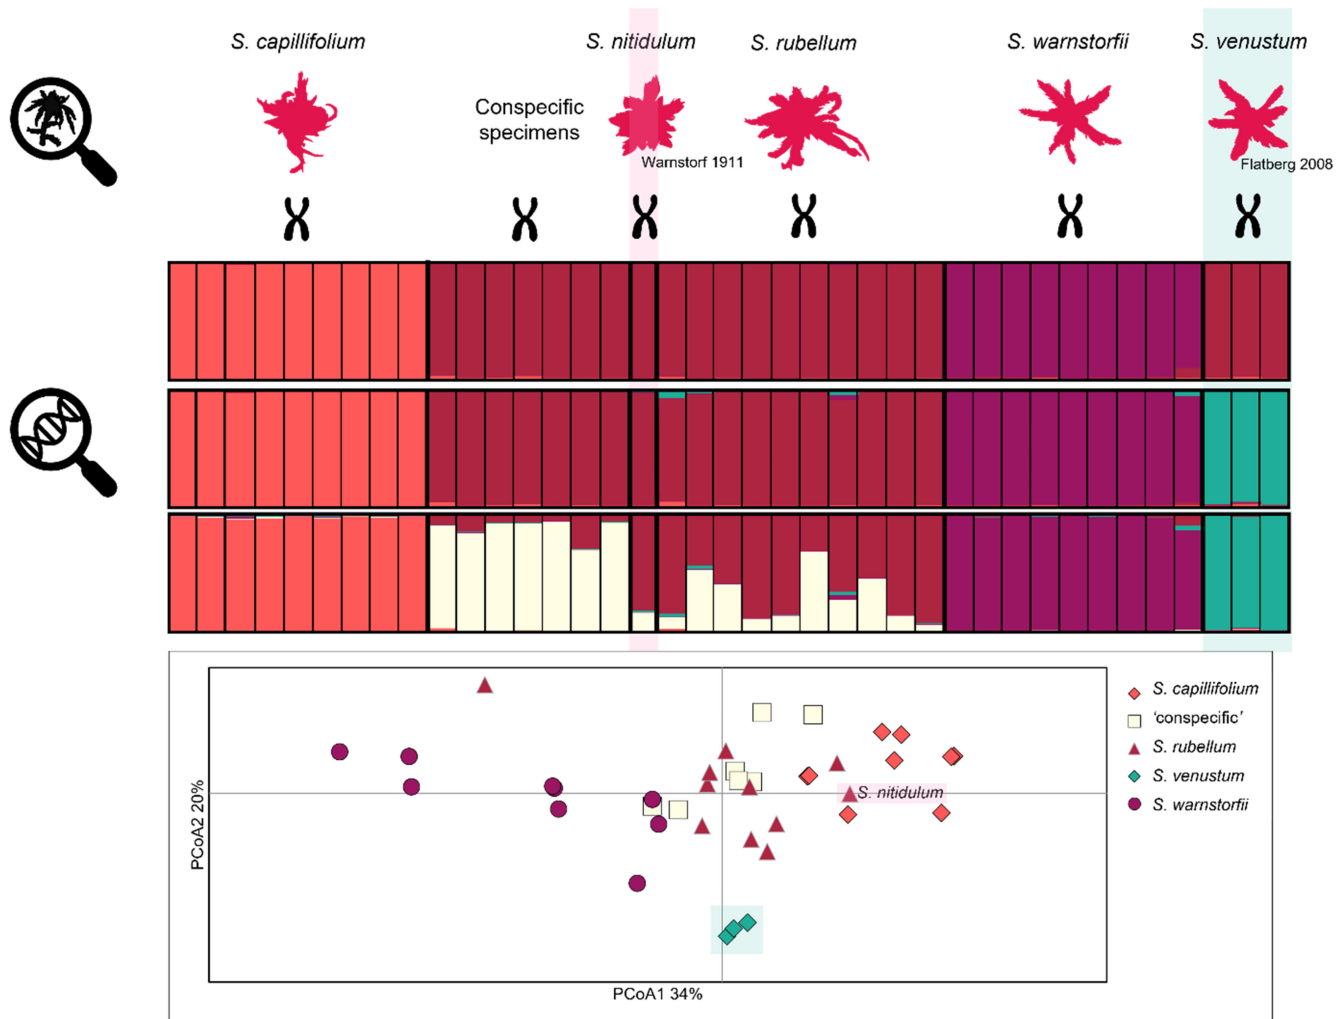 S. capillifolium
S. nitidulum
S. rubellum
S. warnstorfii
S. venustum
Conspecific
specimens
Warnstorf 1911
Flatberg 2008
S. capillifolium
'conspecific'
S. rubellum
S. venustum
S. warnstorfii
S. nitidulum
PCoA2 20%
PCoA1 34%